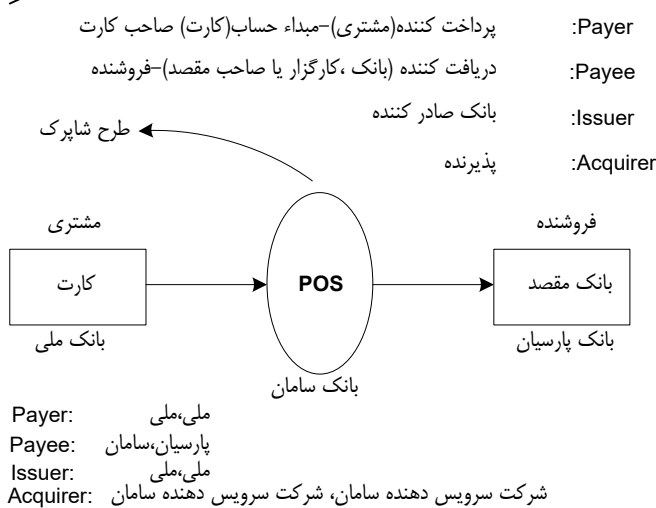 Payer: پرداخت کننده(مشتری)–مبداء حساب(کارت) صاحب کارت
Payee: دریافت کننده (بانک ،کارگزار یا صاحب مقصد)–فروشنده
Issuer: بانک صادر کننده
طرح شاپرک
Acquirer: پذیرنده
فروشنده
مشتری
بانک مقصد
POS
کارت
بانک پارسیان
بانک ملی
بانک سامان
Payer: ملی،ملی
Payee: پارسیان،سامان
Issuer: ملی،ملی
Acquirer: شرکت سرویس دهنده سامان، شرکت سرویس دهنده سامان